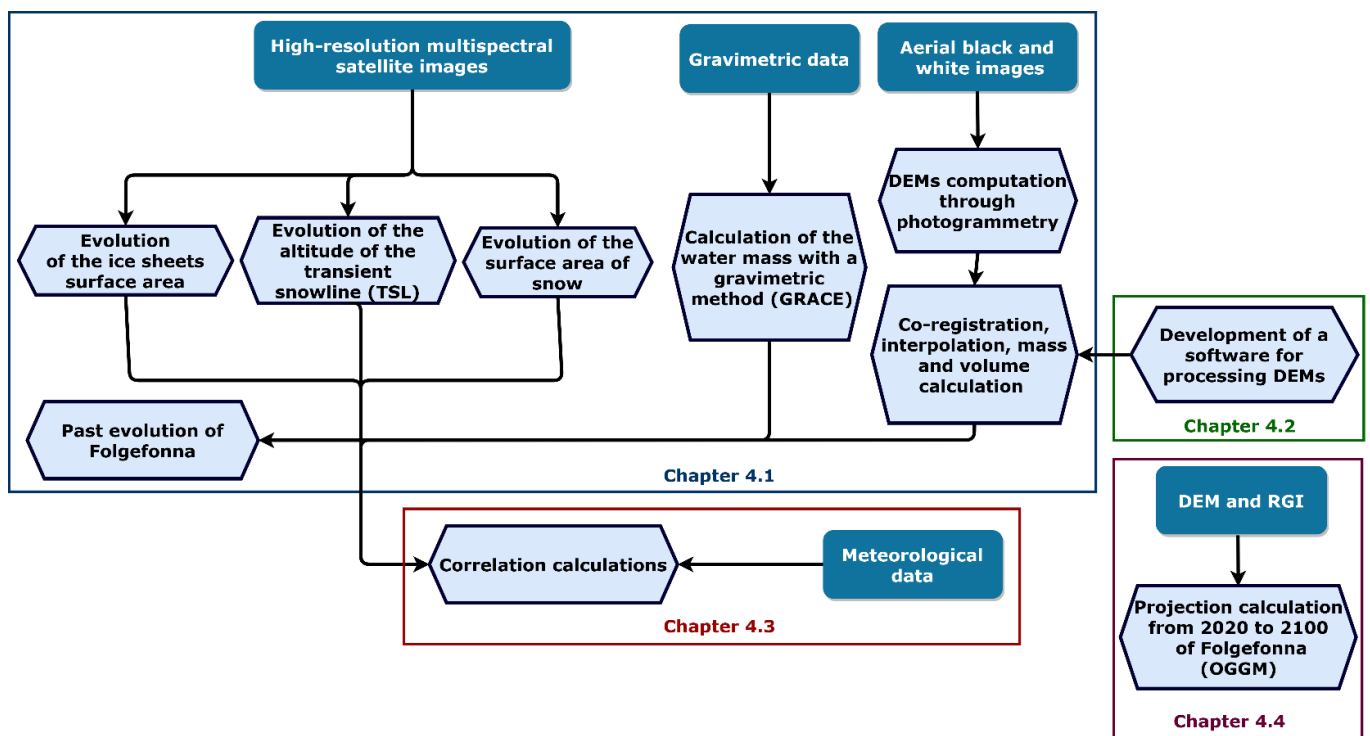 High-resolution multispectral
satellite images
Gravimetric data
Aerial black and
white images
Evolution
of the ice sheets
surface area
Evolution of the
altitude of the
transient
snowline (TSL)
Evolution of the
surface area of
snow
Calculation of the
water mass with a
gravimetric
method (GRACE)
DEMs computation
through
photogrammetry
Co-registration,
interpolation, mass
and volume
calculation
Development of a
software for
processing DEMs
Chapter 4.2
Past evolution of
Folgefonna
Chapter 4.1
Correlation calculations
Meteorological
data
Chapter 4.3
DEM and RGI
Projection calculation
from 2020 to 2100
of Folgefonna
(OGGM)
Chapter 4.4